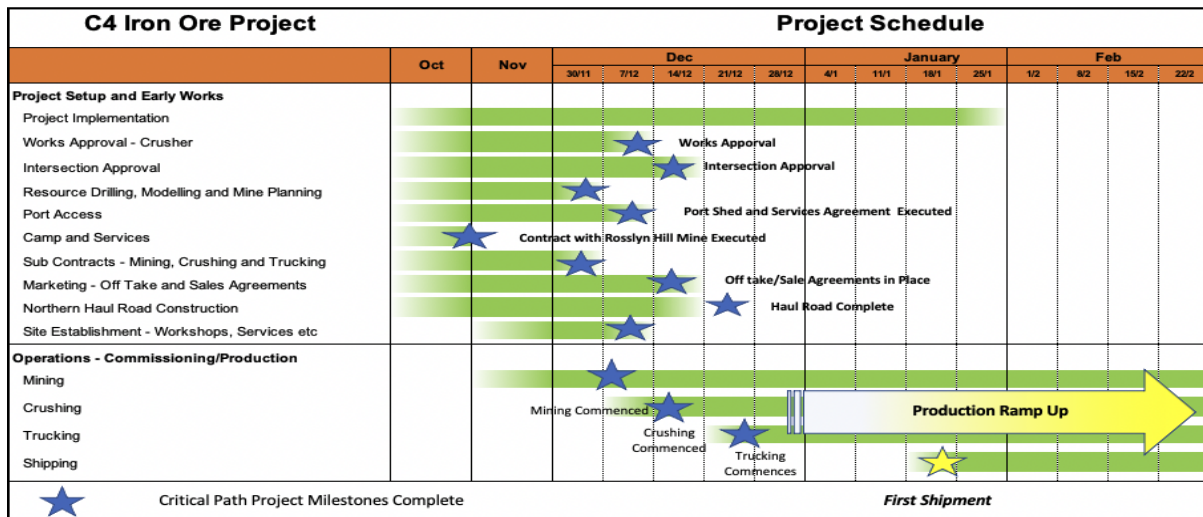 C4 Iron Ore Project
Project Schedule
Oct
Nov
Dec
January
Feb
30/11 7/12 14/12 21/12 28/12 4/1 11/1 18/1 25/1 1/2 8/2 15/2 22/2
Project Setup and Early Works
Project Implementation
Works Approval - Crusher
Works Apporval
Intersection Approval
Intersection Apporval
Resource Drilling, Modelling and Mine Planning
Port Access
Port Shed and Services Agreement Executed
Camp and Services
Contract with Rosslyn Hill Mine Executed
Sub Contracts - Mining, Crushing and Trucking
Marketing - Off Take and Sales Agreements
Off take/Sale Agreements in Place
Northern Haul Road Construction
Haul Road Complete
Site Establishment - Workshops, Services etc
Operations - Commissioning/Production
Mining
Mining Commenced
Crushing
Crushing
Commenced
Production Ramp Up
Trucking
Trucking
Commences
Shipping
Critical Path Project Milestones Complete
First Shipment